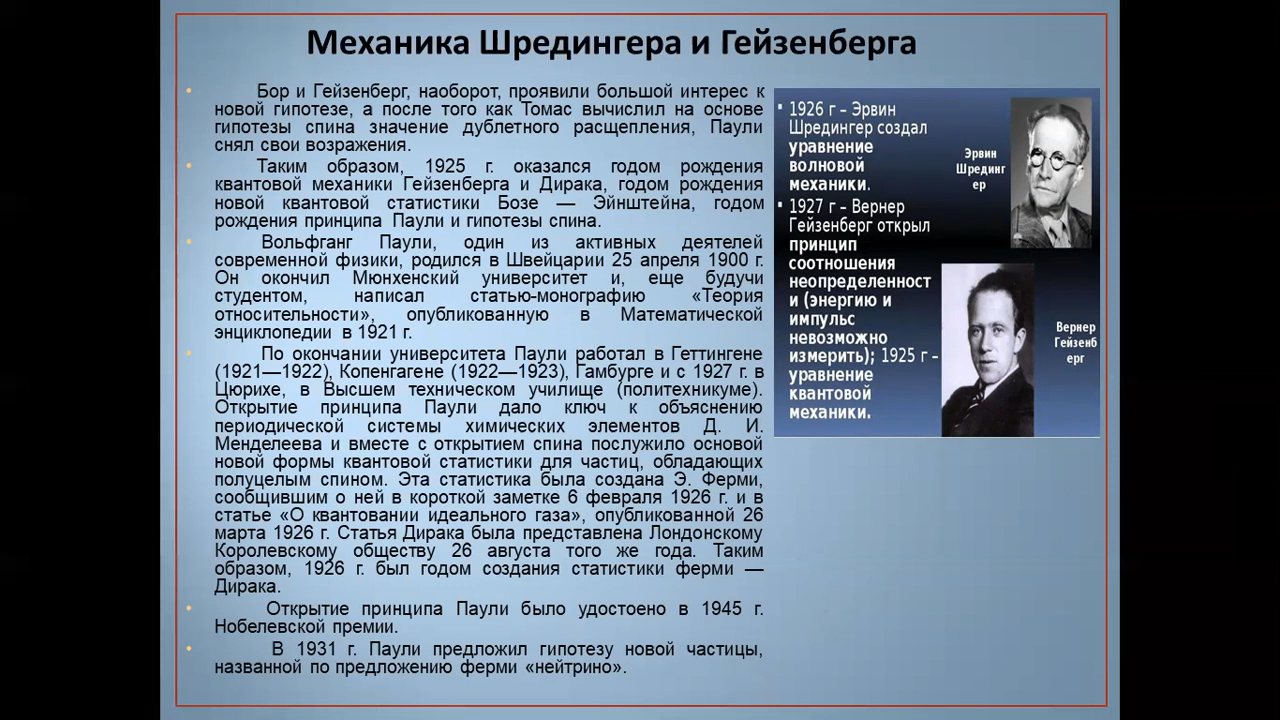 Механика Шредингера и Гейзенберга
Бор и Гейзенберг, наоборот, проявили большой интерес к
новой гипотезе, а после того как Томас вычислил на основе
гипотезы спина значение дублетного расщепления, Паули
снял свои возражения.
Таким образом, 1925 г. оказался годом рождения
квантовой механики Гейзенберга и Дирака, годом рождения
новой квантовой статистики Бозе — Эйнштейна, годом
рождения принципа Паули и гипотезы спина.
Вольфганг Паули, один из активных деятелей
современной физики, родился в Швейцарии 25 апреля 1900 г.
Он окончил Мюнхенский университет и, еще будучи
студентом, написал статью-монографию «Теория
относительности», опубликованную в Математической
энциклопедии в 1921 г.
По окончании университета Паули работал в Геттингене
(1921—1922), Копенгагене (1922—1923), Гамбурге и с 1927 г. в
Цюрихе, в Высшем техническом училище (политехникуме).
Открытие принципа Паули дало ключ к объяснению
периодической системы химических элементов Д. И.
Менделеева и вместе с открытием спина послужило основой
новой формы квантовой статистики для частиц, обладающих
полуцелым спином. Эта статистика была создана Э. Ферми,
сообщившим о ней в короткой заметке 6 февраля 1926 г. и в
статье «О квантовании идеального газа», опубликованной 26
марта 1926 г. Статья Дирака была представлена Лондонскому
Королевскому обществу 26 августа того же года. Таким
образом, 1926 г. был годом создания статистики ферми —
Дирака.
Открытие принципа Паули было удостоено в 1945 г.
Нобелевской премии.
В 1931 г. Паули предложил гипотезу новой частицы,
названной по предложению ферми «нейтрино».
1926 г – Эрвин
Шредингер создал
уравнение
волновой
механики.
1927 г – Вернер
Гейзенберг открыл
принцип
соотношения
неопределенност
и (энергию и
импульс
невозможно
измерить); 1925 г –
уравнение
квантовой
механики.
Эрвин
Шрединг
ер
Вернер
Гейзенб
ерг